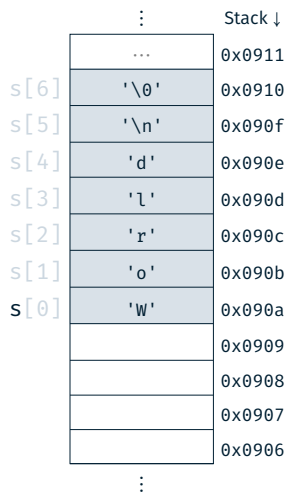 ⋮ Stack ↓
... 0x0911
s[6] '\0' 0x0910
s[5] '\n' 0x090f
s[4] 'd' 0x090e
s[3] 'l' 0x090d
s[2] 'r' 0x090c
s[1] 'o' 0x090b
s[0] 'W' 0x090a
0x0909
0x0908
0x0907
0x0906
⋮